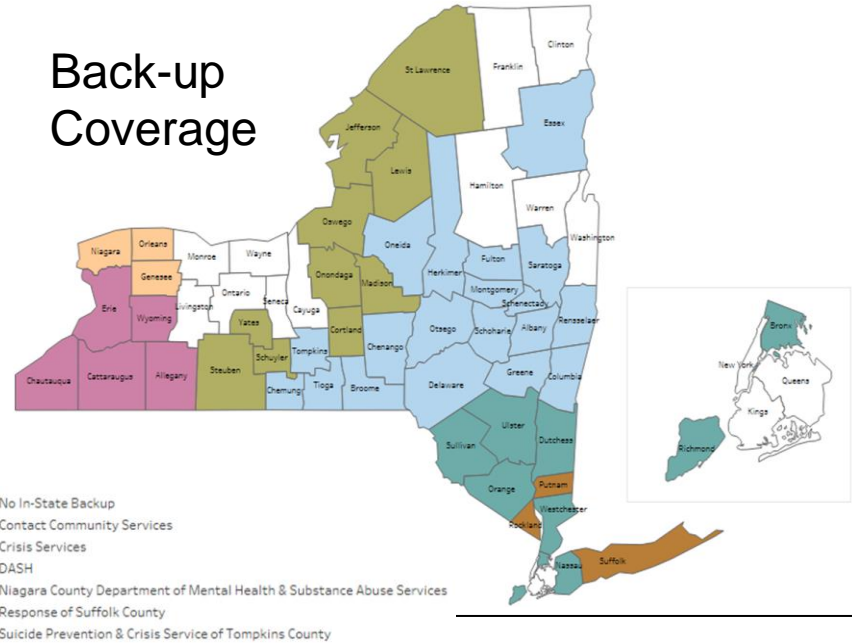 Back-up
Coverage
Clinton
Franklin
St Lawrence
Essex
Jefferson
Lewis
Hamilton
Warren
Washington
Oswego
Oneida
Herkimer
Fulton
Saratoga
Niagara
Orleans
Monroe
Wayne
Genesee
Onondaga
Madison
Montgomery
Schenectady
Erie
Wyoming
Livingston
Ontario
Seneca
Cayuga
Yates
Cortland
Chenango
Otsego
Schoharie
Albany
Rensselaer
Chautauqua
Cattaraugus
Allegany
Steuben
Schuyler
Tompkins
Chemung
Tioga
Broome
Delaware
Greene
Columbia
Ulster
Sullivan
Dutchess
Orange
Putnam
Westchester
Rockland
Nassau
Suffolk
Bronx
New York
Queens
Kings
Richmond
No In-State Backup
Contact Community Services
Crisis Services
DASH
Niagara County Department of Mental Health & Substance Abuse Services
Response of Suffolk County
Suicide Prevention & Crisis Service of Tompkins County